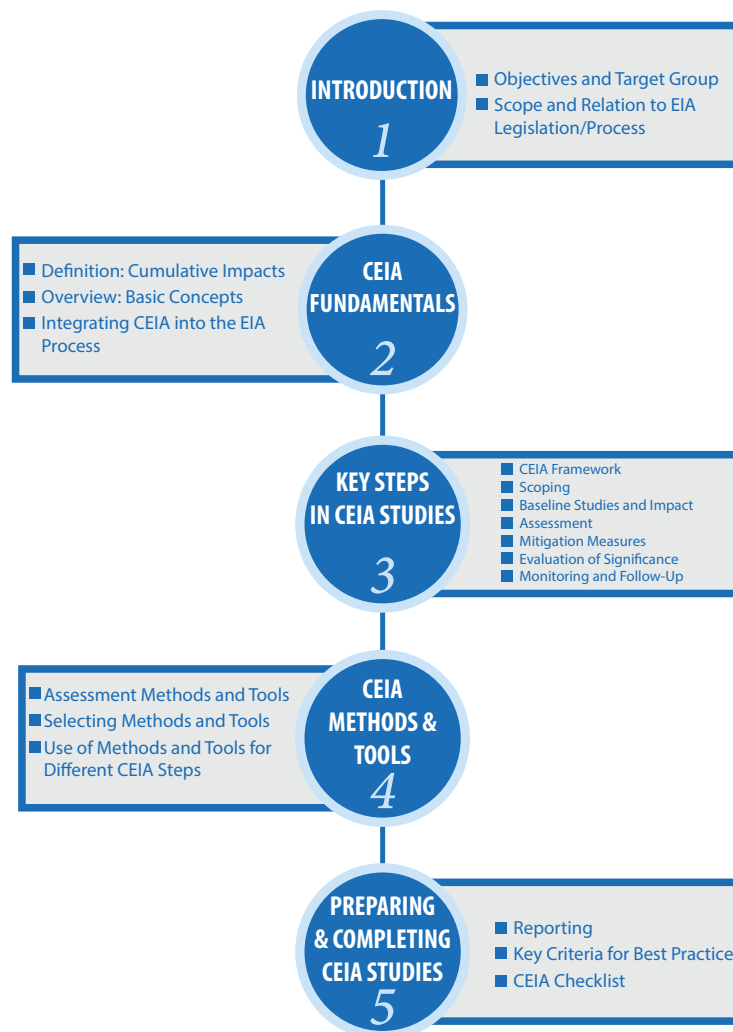 INTRODUCTION
1
■ Objectives and Target Group
■ Scope and Relation to EIA
Legislation/Process
CEIA
FUNDAMENTALS
2
■ Definition: Cumulative Impacts
■ Overview: Basic Concepts
■ Integrating CEIA into the EIA
Process
KEY STEPS
IN CEIA STUDIES
3
■ CEIA Framework
■ Scoping
■ Baseline Studies and Impact
■ Assessment
■ Mitigation Measures
■ Evaluation of Significance
■ Monitoring and Follow-Up
CEIA
METHODS &
TOOLS
4
■ Assessment Methods and Tools
■ Selecting Methods and Tools
■ Use of Methods and Tools for
Different CEIA Steps
PREPARING
& COMPLETING
CEIA STUDIES
5
■ Reporting
■ Key Criteria for Best Practice
■ CEIA Checklist